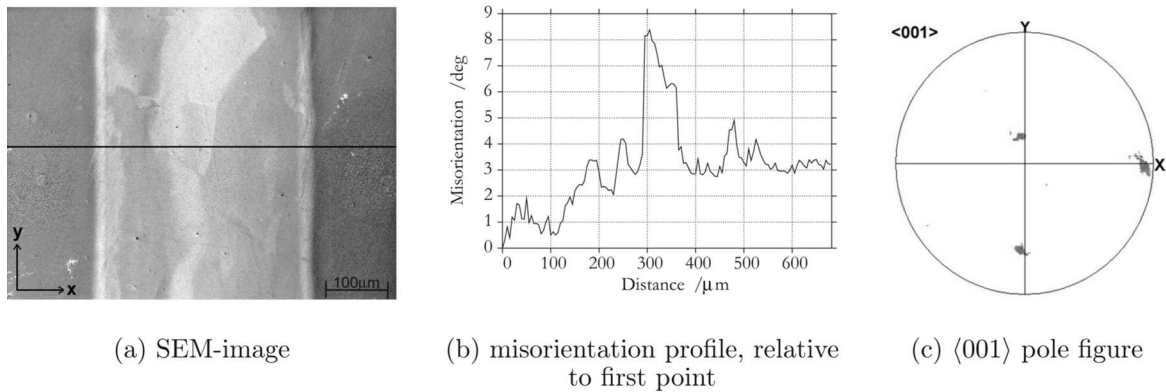 y
x
100μm
9
8
7
6
5
4
3
2
1
0
Misorientation /deg
0 100 200 300 400 500 600
Distance /μm
<001>
Y
X
(a) SEM-image
(b) misorientation profile, relative
to first point
(c) ⟨001⟩ pole figure